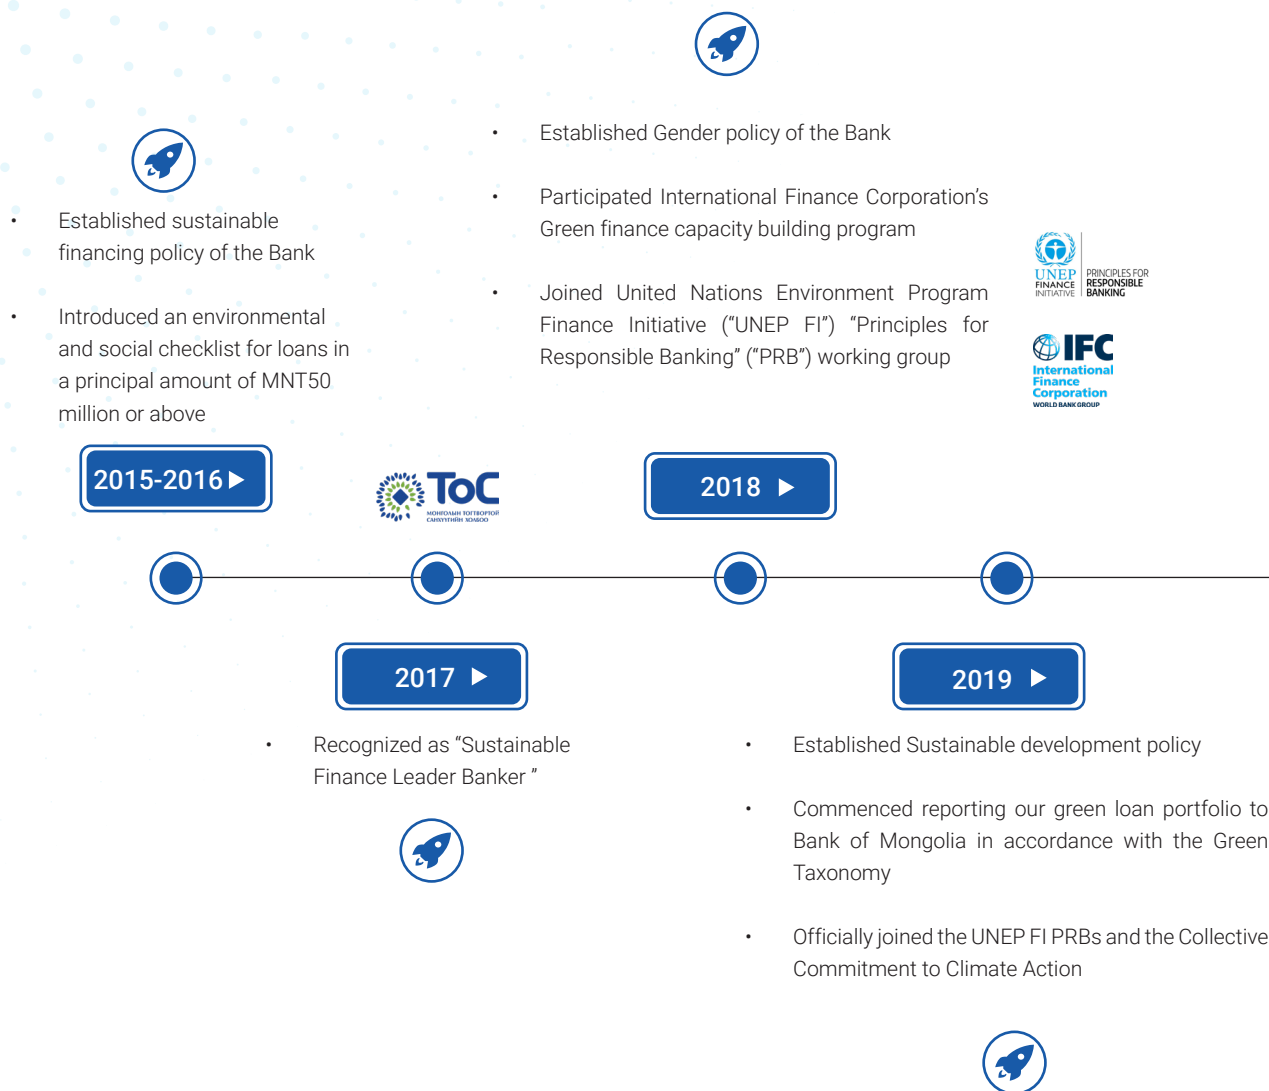 • Established sustainable
financing policy of the Bank
• Introduced an environmental
and social checklist for loans in
a principal amount of MNT50
million or above
2015-2016
ТоС
МОНГОЛЫН ТОГТВОРТОЙ
САНХҮҮГИЙН ХОЛБОО
2017
• Recognized as “Sustainable
Finance Leader Banker ”
• Established Gender policy of the Bank
• Participated International Finance Corporation’s
Green finance capacity building program
• Joined United Nations Environment Program
Finance Initiative (“UNEP FI”) “Principles for
Responsible Banking” (“PRB”) working group
UNEP
FINANCE
INITIATIVE
PRINCIPLES FOR
RESPONSIBLE
BANKING
IFC
International
Finance
Corporation
WORLD BANK GROUP
2018
2019
• Established Sustainable development policy
• Commenced reporting our green loan portfolio to
Bank of Mongolia in accordance with the Green
Taxonomy
• Officially joined the UNEP FI PRBs and the Collective
Commitment to Climate Action